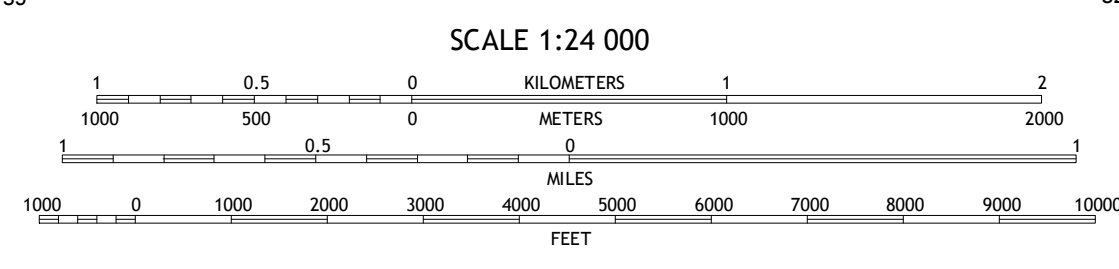 SCALE 1:24 000
1 0.5 0 KILOMETERS 1 2
1000 500 0 METERS 1000 2000
1 0.5 0 1
MILES
1000 0 1000 2000 3000 4000 5000 6000 7000 8000 9000 10000
FEET